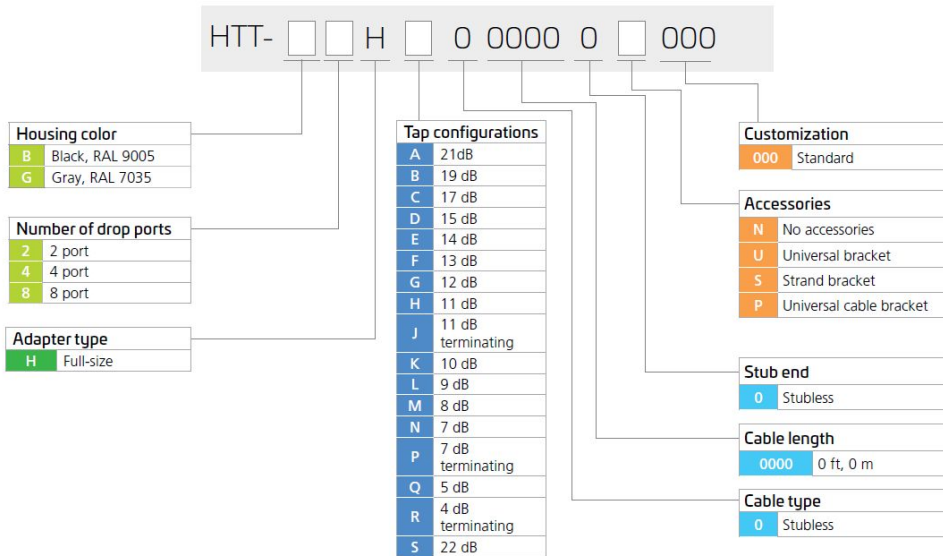 HTT- H 0 0000 0 000
Housing color
B Black, RAL 9005
G Gray, RAL 7035
Number of drop ports
2 2 port
4 4 port
8 8 port
Adapter type
H Full-size
Tap configurations
A 21dB
B 19 dB
C 17 dB
D 15 dB
E 14 dB
F 13 dB
G 12 dB
H 11 dB
J 11 dB
terminating
K 10 dB
L 9 dB
M 8 dB
N 7 dB
P 7 dB
terminating
Q 5 dB
R 4 dB
terminating
S 22 dB
Customization
000 Standard
Accessories
N No accessories
U Universal bracket
S Strand bracket
P Universal cable bracket
Stub end
0 Stubless
Cable length
0000 0 ft, 0 m
Cable type
0 Stubless